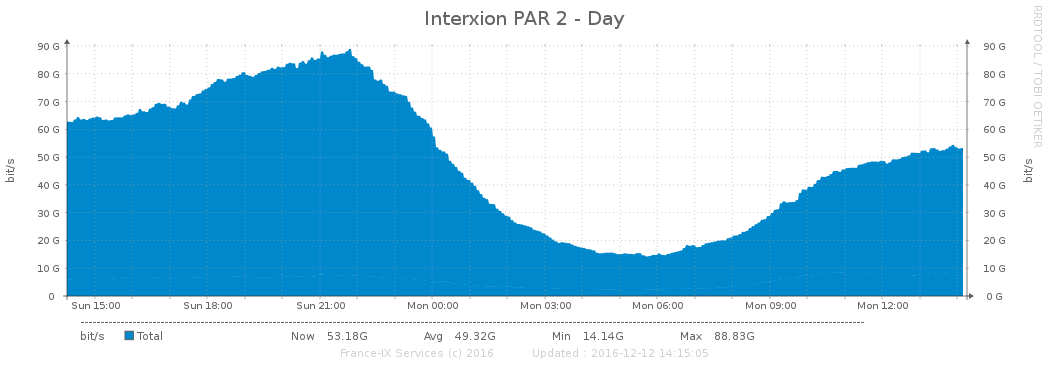 Interxion PAR 2 - Day
RRDTOOL / TOBI OETIKER
90 G 90 G
80 G 80 G
70 G 70 G
60 G 60 G
50 G 50 G
40 G 40 G
30 G 30 G
20 G 20 G
10 G 10 G
0 0 G
bit/s bit/s
Sun 15:00 Sun 18:00 Sun 21:00 Mon 00:00 Mon 03:00 Mon 06:00 Mon 09:00 Mon 12:00
bit/s Total Now 53.18G Avg 49.32G Min 14.14G Max 88.83G
France-IX Services (c) 2016 Updated : 2016-12-12 14:15:05